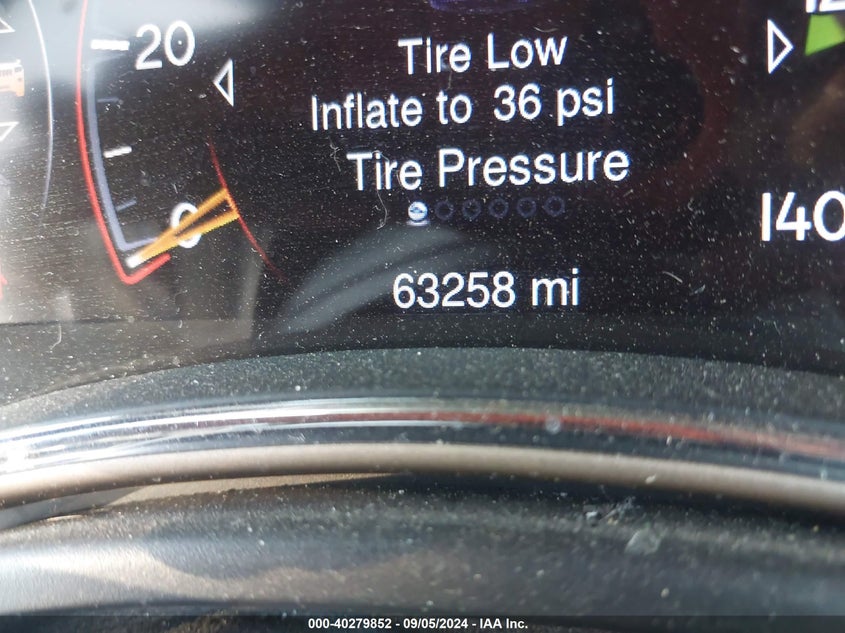 20
Tire Low
Inflate to 36 psi
Tire Pressure
0
140
63258 mi
000-40279852 - 09/05/2024 - IAA Inc.